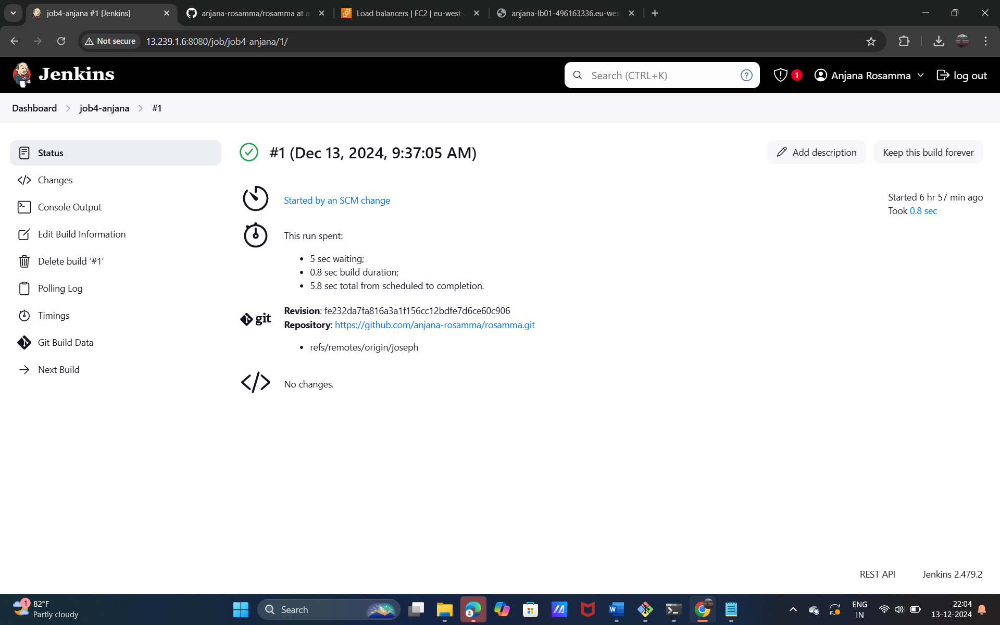 job4-anjana #1 [Jenkins]
anjana-rosamma/rosamma at a
Load balancers | EC2 | eu-west-
anjana-lb01-496163336.eu-wes
Not secure
13.239.1.6:8080/job/job4-anjana/1/
Jenkins
Search (CTRL+K)
?
1
Anjana Rosamma
log out
Dashboard
job4-anjana
#1
Status
Changes
Console Output
Edit Build Information
Delete build ‘#1’
Polling Log
Timings
Git Build Data
Next Build
#1 (Dec 13, 2024, 9:37:05 AM)
Add description
Keep this build forever
Started by an SCM change
Started 6 hr 57 min ago
Took 0.8 sec
This run spent:
5 sec waiting;
0.8 sec build duration;
5.8 sec total from scheduled to completion.
git
Revision: fe232da7fa816a3a1f156cc12bdfe7d6ce60c906
Repository: https://github.com/anjana-rosamma/rosamma.git
refs/remotes/origin/joseph
No changes.
REST API
Jenkins 2.479.2
1
82°F
Partly cloudy
Search
ENG
IN
22:04
13-12-2024